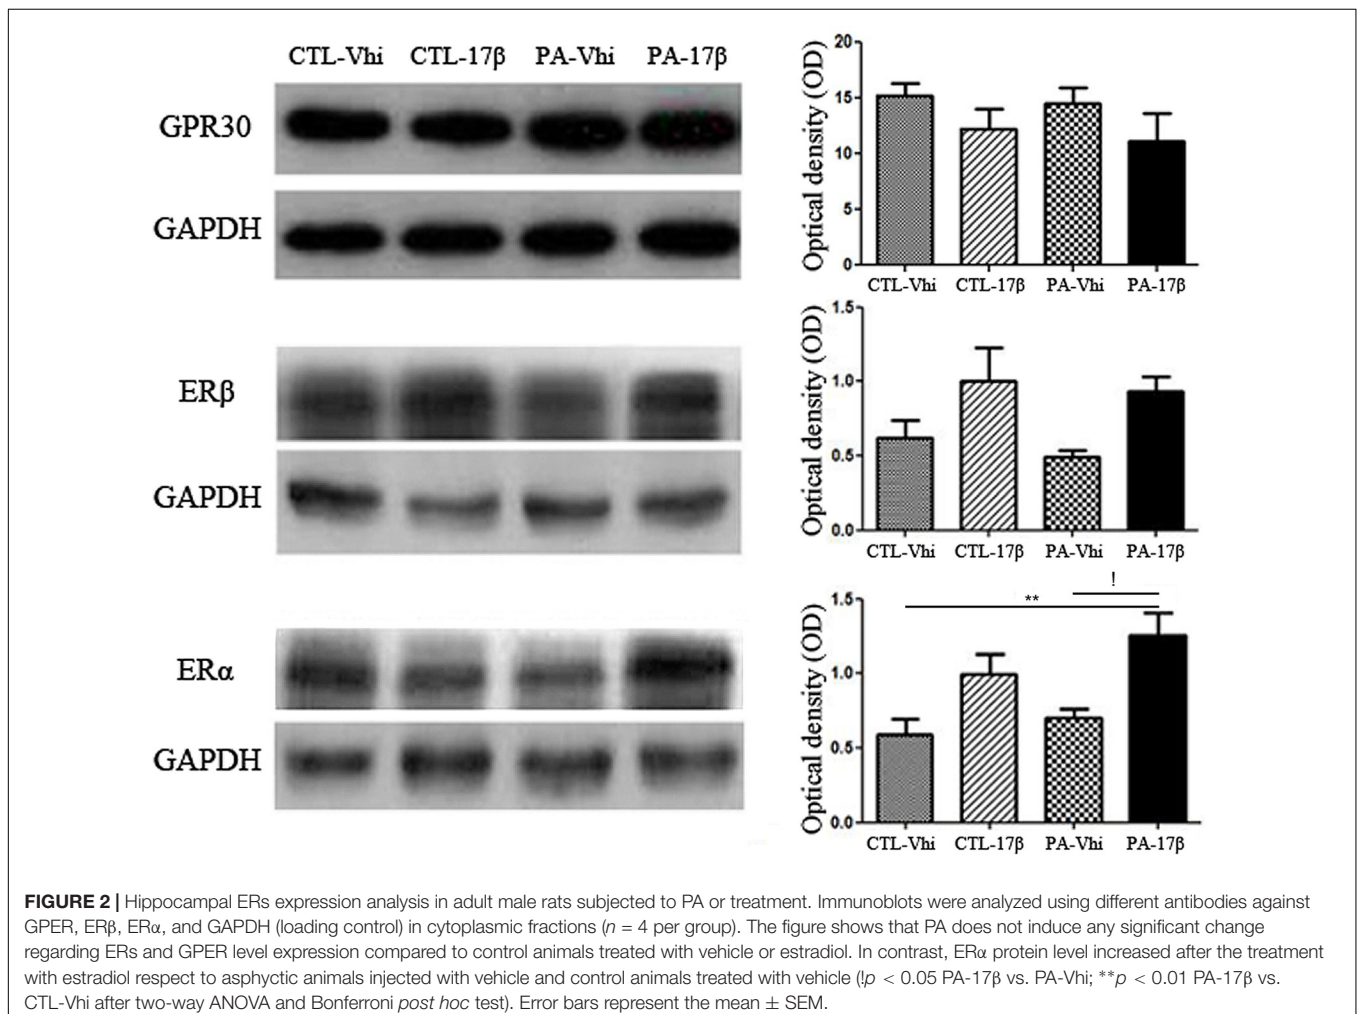 CTL-Vhi CTL-17β PA-Vhi PA-17β
GPR30
GAPDH
ERβ
GAPDH
ERα
GAPDH
Optical density (OD)
20
15
10
5
0
CTL-Vhi CTL-17β PA-Vhi PA-17β
Optical density (OD)
1.5
1.0
0.5
0.0
CTL-Vhi CTL-17β PA-Vhi PA-17β
Optical density (OD)
!
**
1.5
1.0
0.5
0.0
CTL-Vhi CTL-17β PA-Vhi PA-17β
FIGURE 2 | Hippocampal ERs expression analysis in adult male rats subjected to PA or treatment. Immunoblots were analyzed using different antibodies against
GPER, ERβ, ERα, and GAPDH (loading control) in cytoplasmic fractions (n = 4 per group). The figure shows that PA does not induce any significant change
regarding ERs and GPER level expression compared to control animals treated with vehicle or estradiol. In contrast, ERα protein level increased after the treatment
with estradiol respect to asphyctic animals injected with vehicle and control animals treated with vehicle (!p < 0.05 PA-17β vs. PA-Vhi; **p < 0.01 PA-17β vs.
CTL-Vhi after two-way ANOVA and Bonferroni post hoc test). Error bars represent the mean ± SEM.